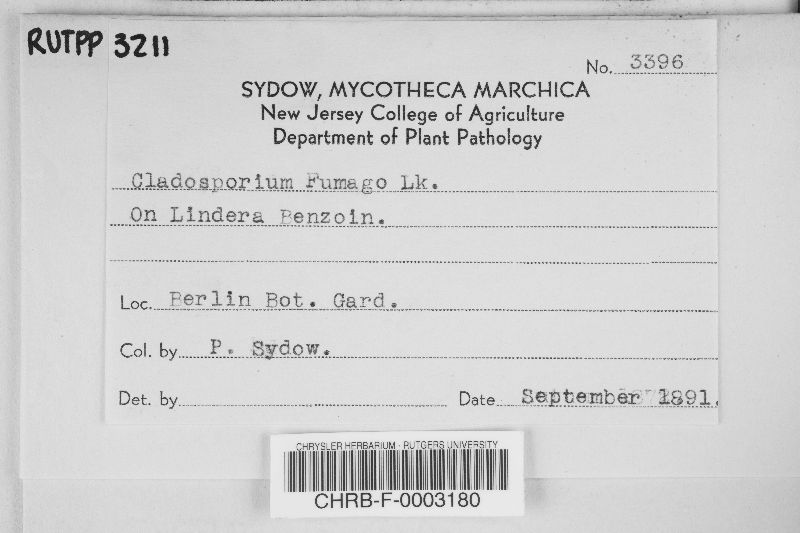 RUTPP 3211
No. 3396
SYDOW, MYCOTHECA MARCHICA
New Jersey College of Agriculture
Department of Plant Pathology
Cladosporium Fumago Lk.
On Lindera Benzoin.
Loc. Berlin Bot. Gard.
Col. by P. Sydow.
Det. by
Date September 1891.
CHRYSLER HERBARIUM - RUTGERS UNIVERSITY
CHRB-F-0003180